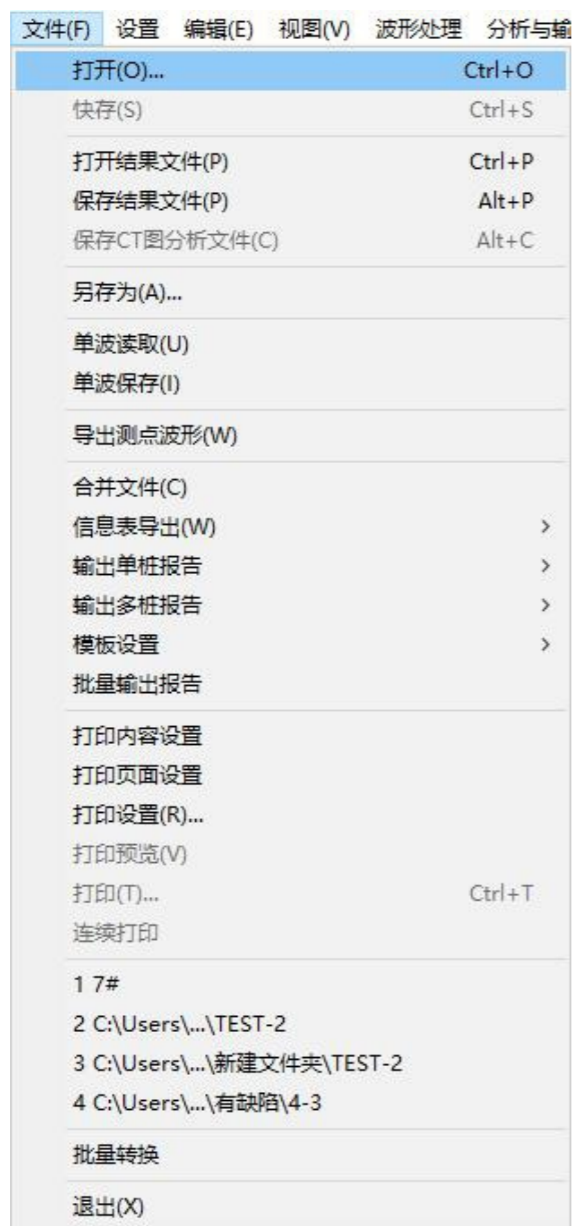 文件(F) 设置 编辑(E) 视图(V) 波形处理 分析与输
打开(O)... Ctrl+O
快存(S) Ctrl+S
打开结果文件(P) Ctrl+P
保存结果文件(P) Alt+P
保存CT图分析文件(C) Alt+C
另存为(A)...
单波读取(U)
单波保存(I)
导出测点波形(W)
合并文件(C)
信息表导出(W)
输出单桩报告
输出多桩报告
模板设置
批量输出报告
打印内容设置
打印页面设置
打印设置(R)...
打印预览(V)
打印(T)... Ctrl+T
连续打印
1 7#
2 C:\Users\...\TEST-2
3 C:\Users\...\新建文件夹\TEST-2
4 C:\Users\...\有缺陷\4-3
批量转换
退出(X)